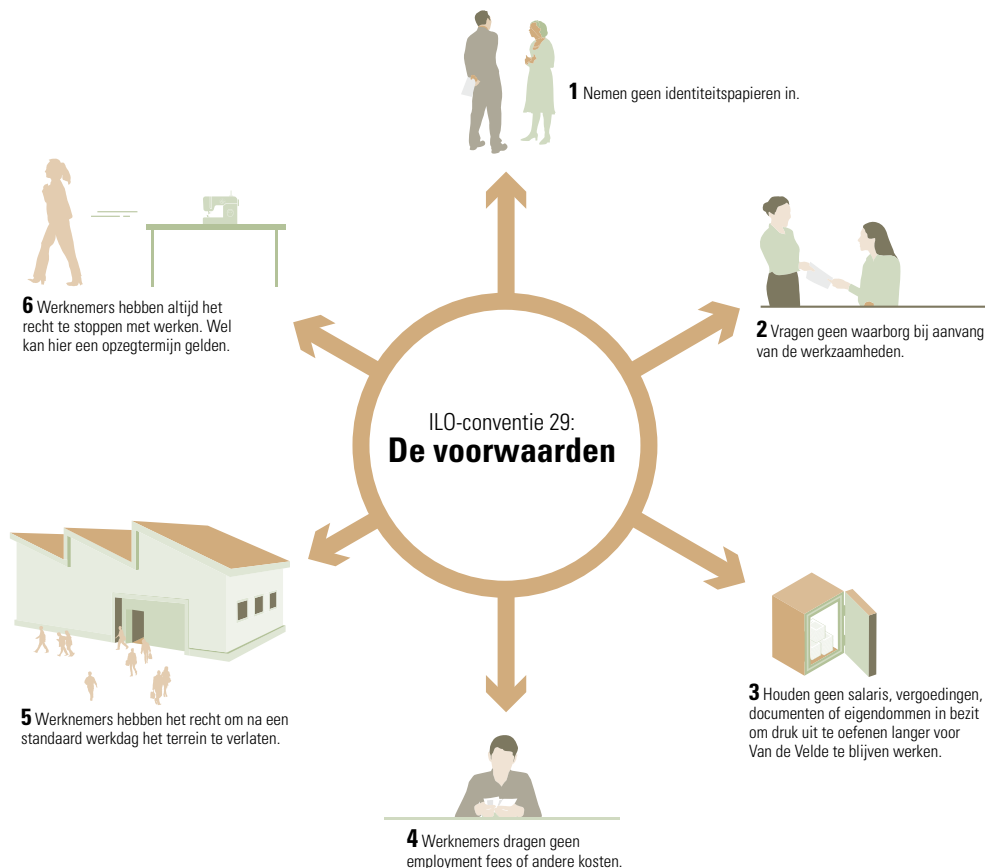 1 Nemen geen identiteitspapieren in.
2 Vragen geen waarborg bij aanvang
van de werkzaamheden.
3 Houden geen salaris, vergoedingen,
documenten of eigendommen in bezit
om druk uit te oefenen langer voor
Van de Velde te blijven werken.
4 Werknemers dragen geen
employment fees of andere kosten.
5 Werknemers hebben het recht om na een
standaard werkdag het terrein te verlaten.
6 Werknemers hebben altijd het
recht te stoppen met werken. Wel
kan hier een opzegtermijn gelden.
ILO-conventie 29:
De voorwaarden